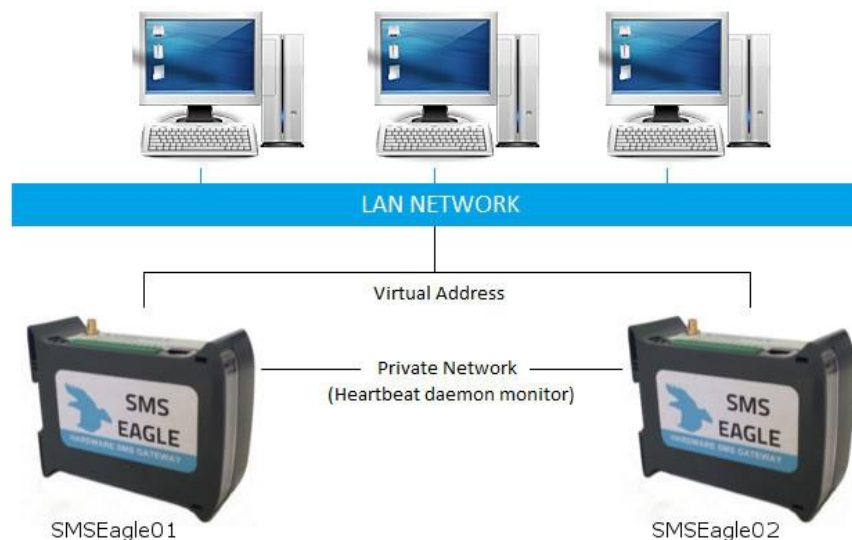 LAN NETWORK
Virtual Address
Private Network
(Heartbeat daemon monitor)
SMS
EAGLE
HARDWARE SMS GATEWAY
SMS
EAGLE
HARDWARE SMS GATEWAY
SMSEagle01
SMSEagle02